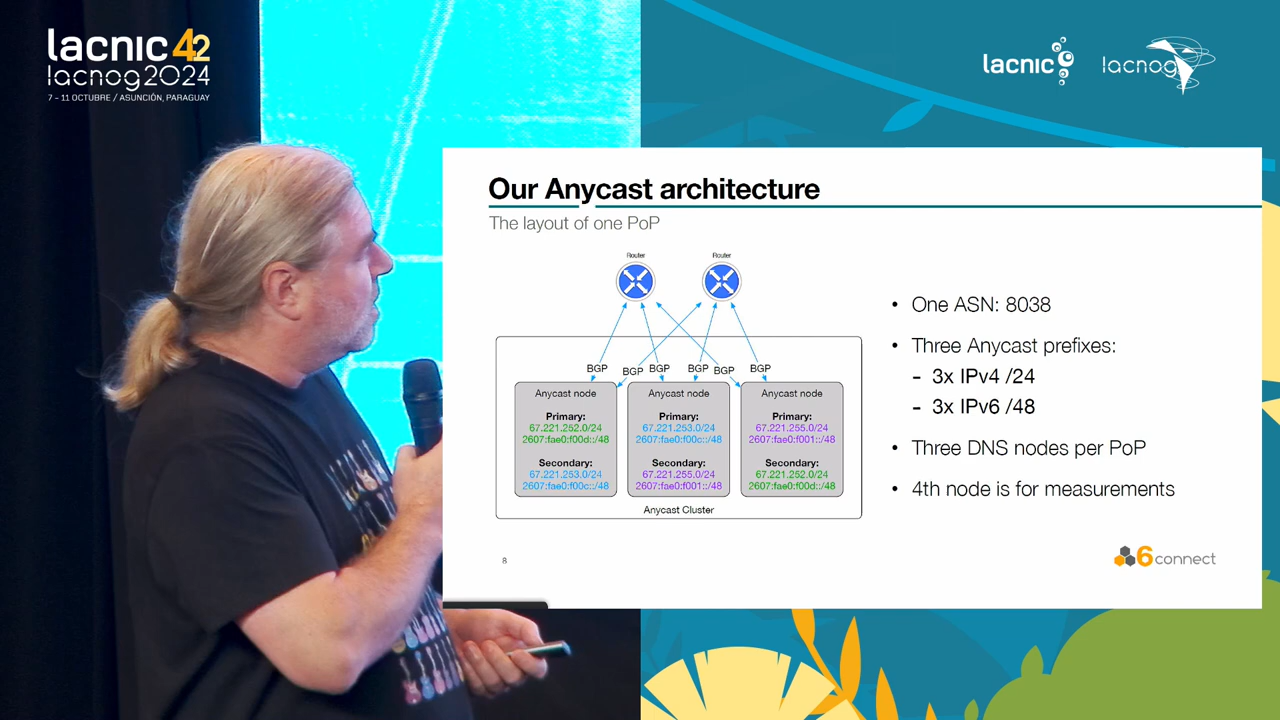 lacnic 42
lacnog2024
7 - 11 OCTUBRE / ASUNCIÓN, PARAGUAY
lacnic
lacnog
Our Anycast architecture
The layout of one PoP
Router
Router
BGP
BGP
BGP
BGP
BGP
BGP
Anycast node
Primary:
67.221.252.0/24
2607:fae0:f00d::/48
Secondary:
67.221.253.0/24
2607:fae0:f00c::/48
Anycast node
Primary:
67.221.253.0/24
2607:fae0:f00c::/48
Secondary:
67.221.255.0/24
2607:fae0:f001::/48
Anycast node
Primary:
67.221.255.0/24
2607:fae0:f001::/48
Secondary:
67.221.252.0/24
2607:fae0:f00d::/48
Anycast Cluster
• One ASN: 8038
• Three Anycast prefixes:
- 3x IPv4 /24
- 3x IPv6 /48
• Three DNS nodes per PoP
• 4th node is for measurements
8
6connect